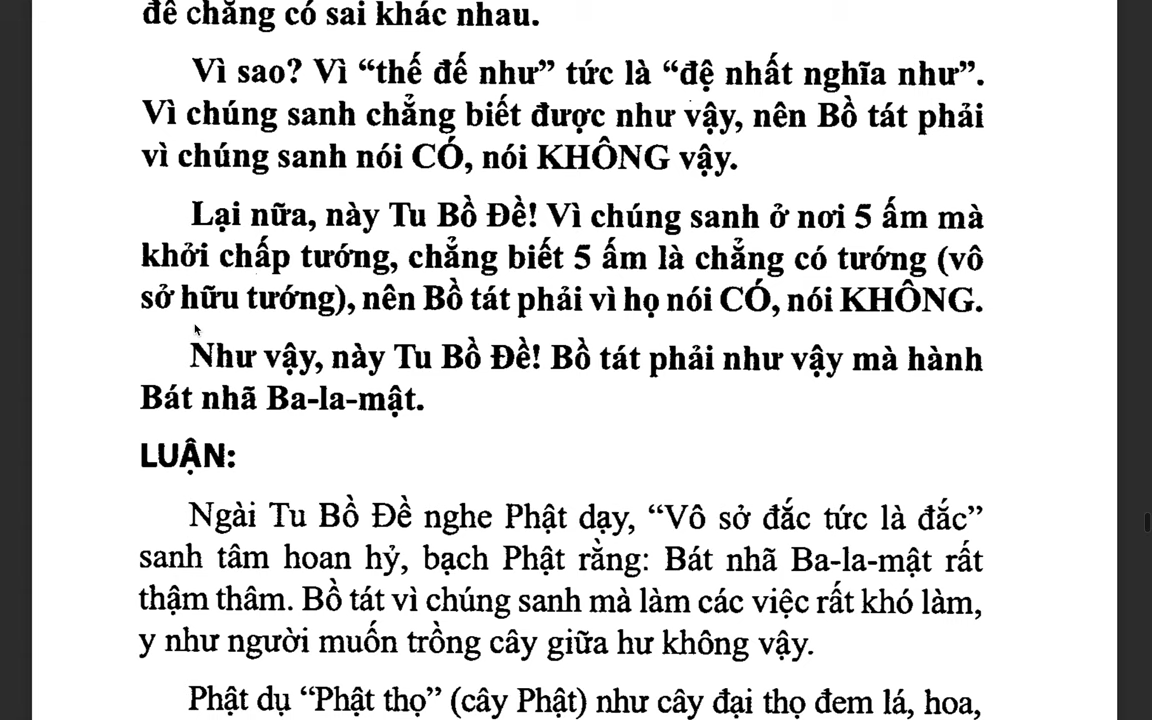 đế chẳng có sai khác nhau.
Vì sao? Vì “thế đế như” tức là “đệ nhất nghĩa như”.
Vì chúng sanh chẳng biết được như vậy, nên Bồ tát phải
vì chúng sanh nói CÓ, nói KHÔNG vậy.
Lại nữa, này Tu Bồ Đề! Vì chúng sanh ở nơi 5 ấm mà
khởi chấp tướng, chẳng biết 5 ấm là chẳng có tướng (vô
sở hữu tướng), nên Bồ tát phải vì họ nói CÓ, nói KHÔNG.
Như vậy, này Tu Bồ Đề! Bồ tát phải như vậy mà hành
Bát nhã Ba-la-mật.
LUẬN:
Ngài Tu Bồ Đề nghe Phật dạy, “Vô sở đắc tức là đắc”
sanh tâm hoan hỷ, bạch Phật rằng: Bát nhã Ba-la-mật rất
thậm thâm. Bồ tát vì chúng sanh mà làm các việc rất khó làm,
y như người muốn trồng cây giữa hư không vậy.
Phật dụ “Phật thọ” (cây Phật) như cây đại thọ đem lá, hoa,